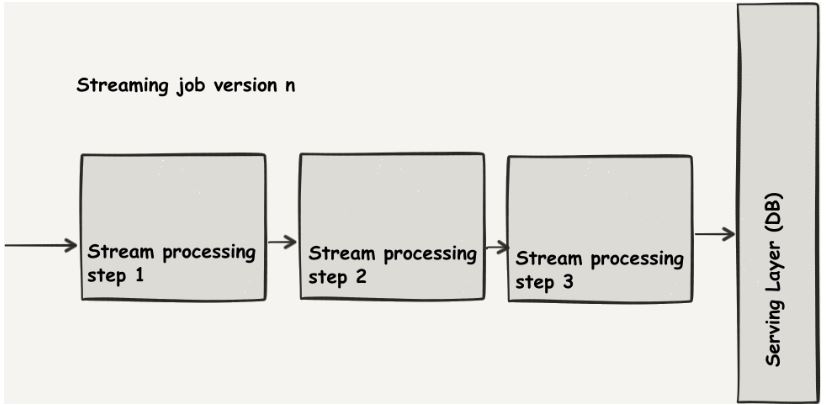 Streaming job version n
Stream processing
step 1
Stream processing
step 2
Stream processing
step 3
Serving Layer (DB)